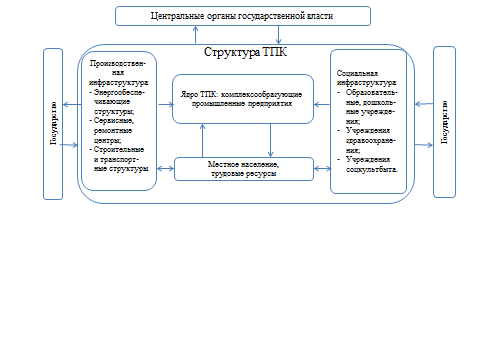 Центральные органы государственной власти
Структура ТПК
Государство
Производствен-
ная
инфраструктура:
- Энергообеспе-
чивающие
структуры;
- Сервисные,
ремонтные
центры;
- Строительные
и транспорт-
ные структуры.
Ядро ТПК: комплексообразующие
промышленные предприятия
Местное население,
трудовые ресурсы
Социальная
инфраструктура:
- Образователь-
ные, дошколь-
ные учрежде-
ния;
- Учреждения
здравоохране-
ния;
- Учреждения
соцкультбыта.
Государство